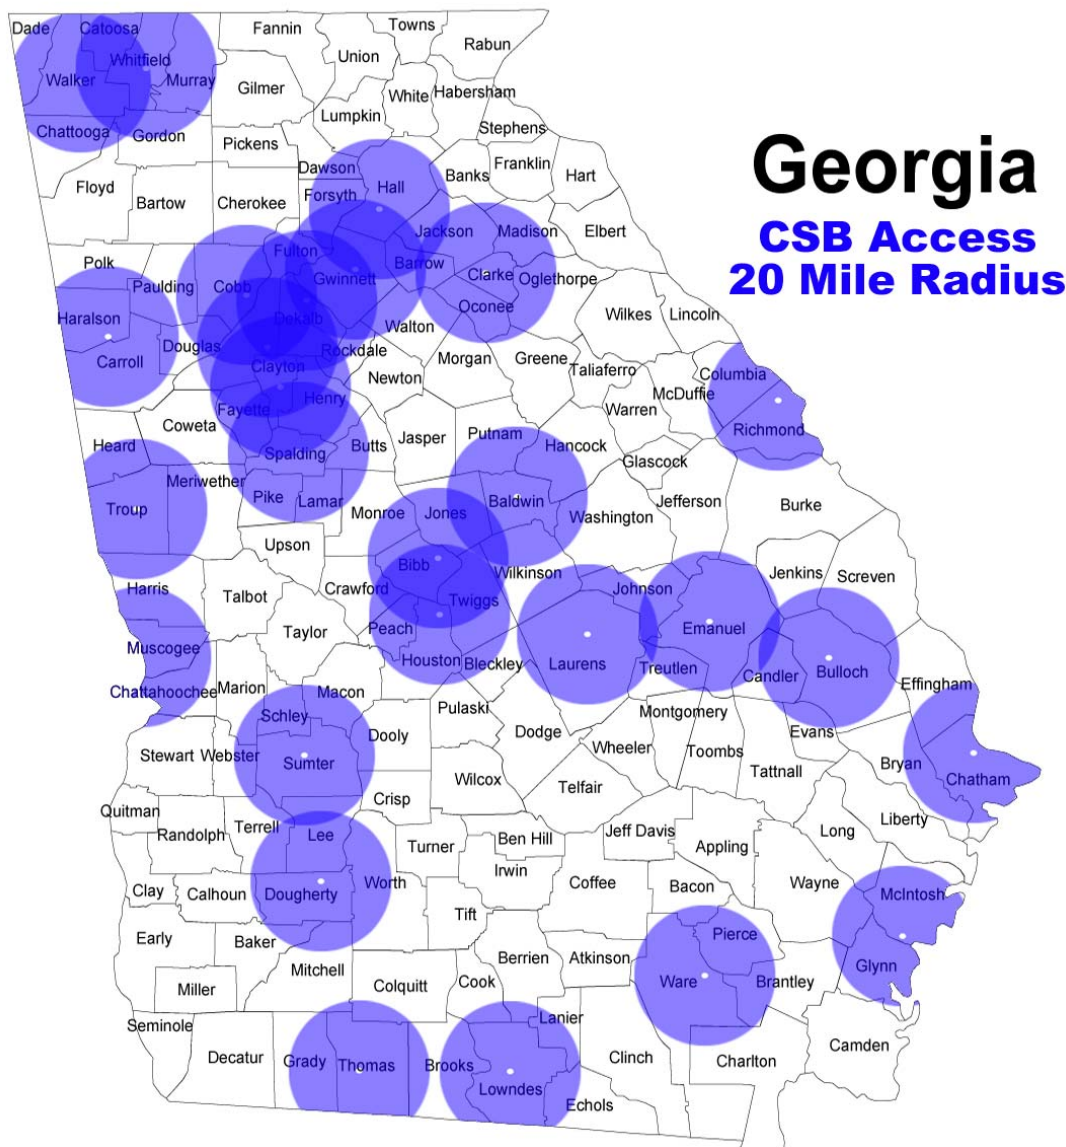 Georgia
CSB Access
20 Mile Radius
Dade
Catoosa
Fannin
Towns
Rabun
Union
Whitfield
Walker
Murray
Gilmer
White
Habersham
Lumpkin
Stephens
Chattooga
Gordon
Pickens
Dawson
Banks
Franklin
Hart
Floyd
Bartow
Cherokee
Forsyth
Hall
Jackson
Madison
Elbert
Fulton
Polk
Paulding
Cobb
Gwinnett
Barrow
Clarke
Oglethorpe
Oconee
Haralson
Dekalb
Walton
Wilkes
Lincoln
Carroll
Douglas
Rockdale
Clayton
Newton
Morgan
Greene
Taliaferro
Columbia
McDuffie
Fayette
Henry
Warren
Coweta
Heard
Spalding
Butts
Jasper
Putnam
Hancock
Richmond
Glascock
Meriwether
Troup
Pike
Lamar
Monroe
Jones
Baldwin
Washington
Jefferson
Burke
Upson
Bibb
Wilkinson
Jenkins
Screven
Harris
Talbot
Crawford
Twiggs
Johnson
Taylor
Peach
Emanuel
Muscogee
Houston
Bleckley
Laurens
Treutlen
Candler
Bulloch
Effingham
Chattahoochee
Marion
Macon
Schley
Pulaski
Montgomery
Dooly
Dodge
Evans
Stewart
Webster
Sumter
Wheeler
Toombs
Tattnall
Bryan
Chatham
Wilcox
Telfair
Quitman
Crisp
Randolph
Terrell
Lee
Turner
Ben Hill
Jeff Davis
Appling
Long
Liberty
Irwin
Clay
Calhoun
Dougherty
Worth
Coffee
Bacon
Wayne
McIntosh
Tift
Early
Baker
Pierce
Mitchell
Berrien
Atkinson
Glynn
Miller
Colquitt
Cook
Ware
Brantley
Seminole
Lanier
Decatur
Grady
Thomas
Brooks
Lowndes
Clinch
Charlton
Camden
Echols